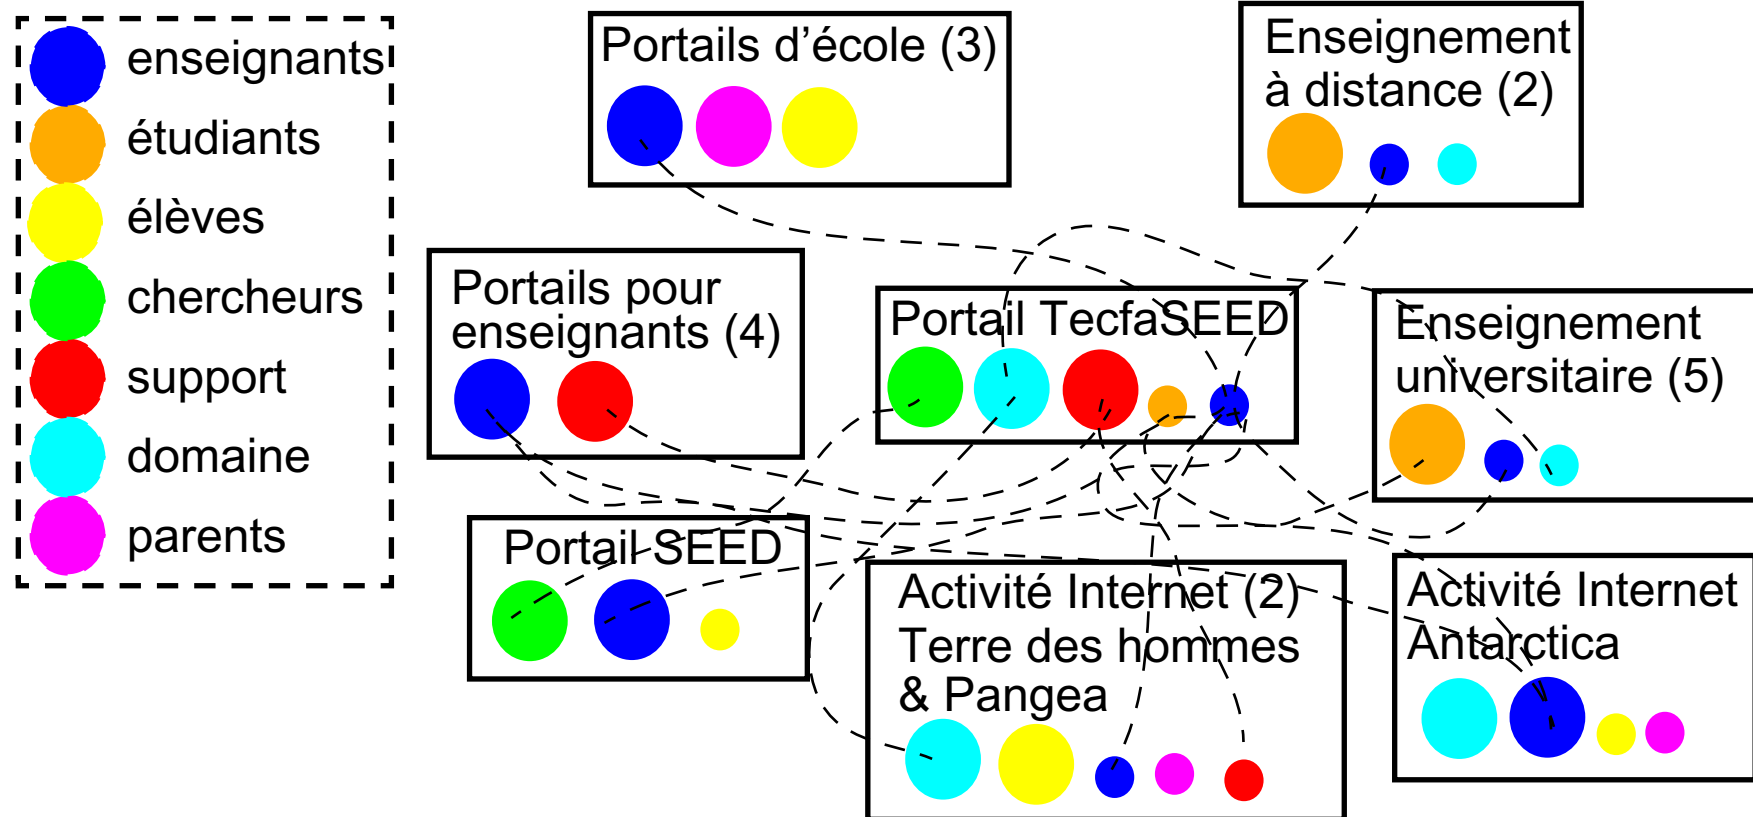 enseignants
étudiants
élèves
chercheurs
support
domaine
parents
Portails d’école (3)
Enseignement
à distance (2)
Portails pour
enseignants (4)
Portail TecfaSEED
Enseignement
universitaire (5)
Portail SEED
Activité Internet (2)
Terre des hommes
& Pangea
Activité Internet
Antarctica